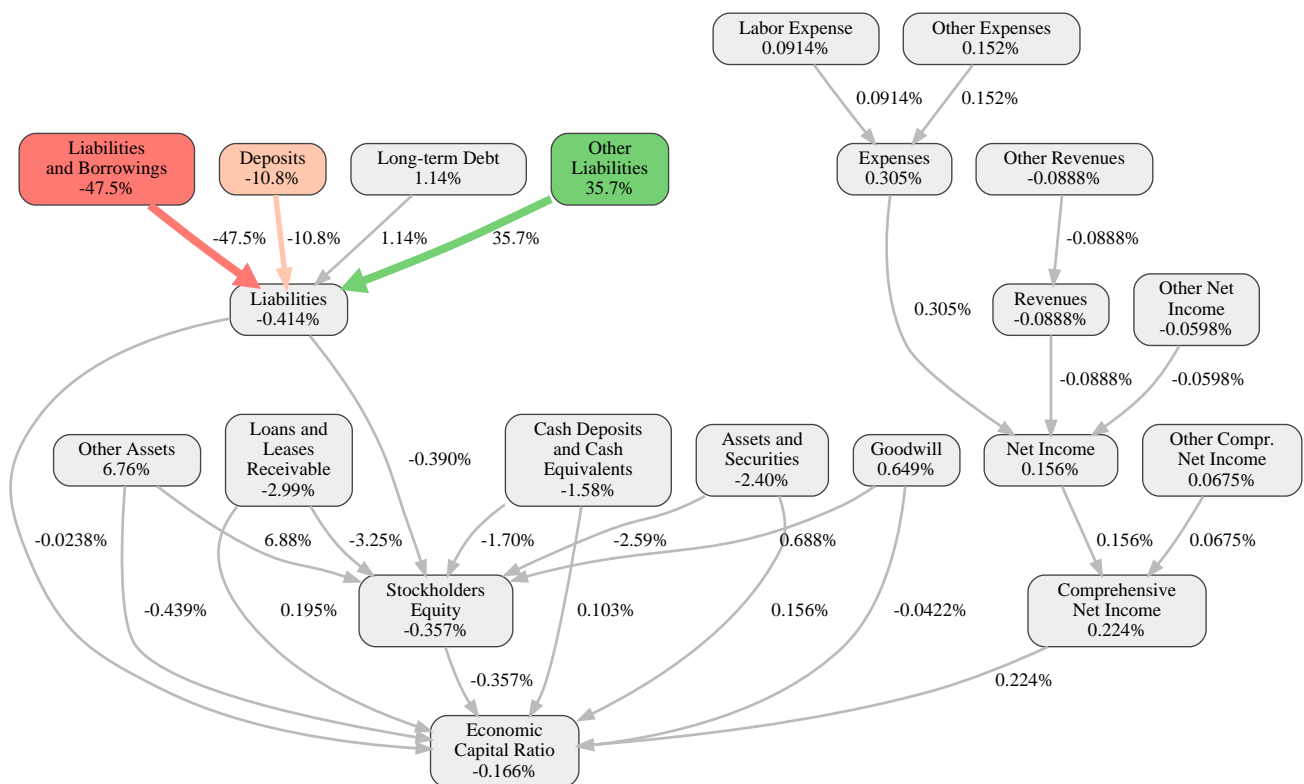 Labor Expense
0.0914%
Other Expenses
0.152%
0.0914%
0.152%
Liabilities
and Borrowings
-47.5%
Deposits
-10.8%
Long-term Debt
1.14%
Other
Liabilities
35.7%
Expenses
0.305%
Other Revenues
-0.0888%
-47.5%
-10.8%
1.14%
35.7%
-0.0888%
Liabilities
-0.414%
0.305%
Revenues
-0.0888%
Other Net
Income
-0.0598%
-0.0888%
-0.0598%
Other Assets
6.76%
Loans and
Leases
Receivable
-2.99%
-0.390%
Cash Deposits
and Cash
Equivalents
-1.58%
Assets and
Securities
-2.40%
Goodwill
0.649%
Net Income
0.156%
Other Compr.
Net Income
0.0675%
-0.0238%
6.88%
-3.25%
-1.70%
-2.59%
0.688%
0.156%
0.0675%
-0.439%
0.195%
Stockholders
Equity
-0.357%
0.103%
0.156%
-0.0422%
Comprehensive
Net Income
0.224%
-0.357%
0.224%
Economic
Capital Ratio
-0.166%